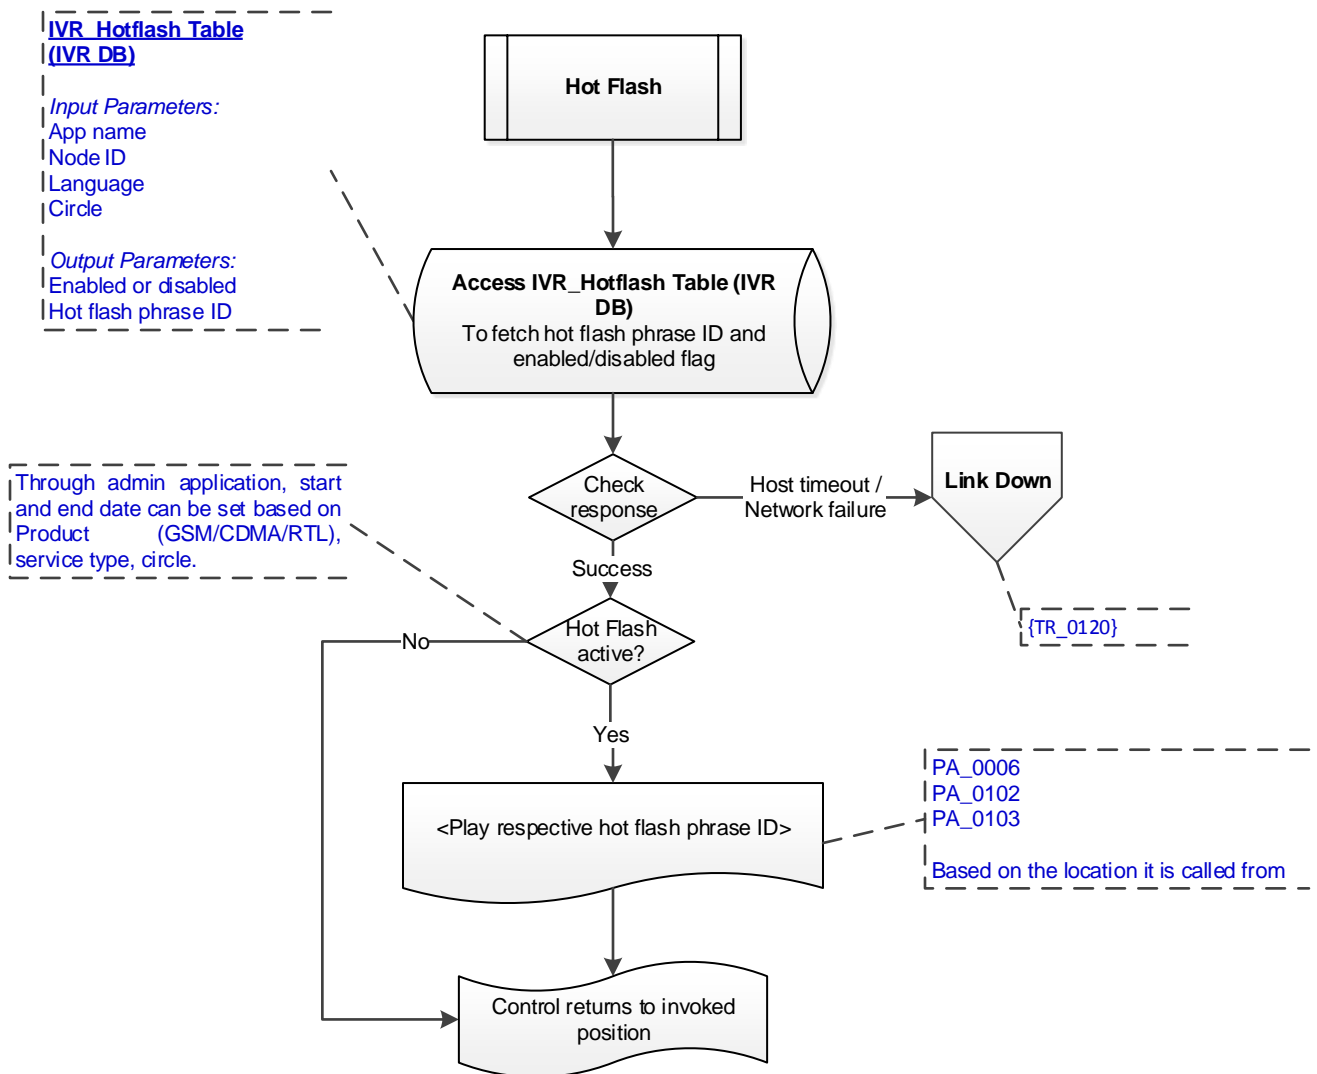 IVR_Hotflash Table
(IVR DB)
Input Parameters:
App name
Node ID
Language
Circle
Output Parameters:
Enabled or disabled
Hot flash phrase ID
Hot Flash
Access IVR_Hotflash Table (IVR
DB)
To fetch hot flash phrase ID and
enabled/disabled flag
Check
response
Host timeout /
Network failure
Link Down
{TR_0120}
Success
Through admin application, start
and end date can be set based on
Product (GSM/CDMA/RTL),
service type, circle.
Hot Flash
active?
No
Yes
<Play respective hot flash phrase ID>
PA_0006
PA_0102
PA_0103
Based on the location it is called from
Control returns to invoked
position